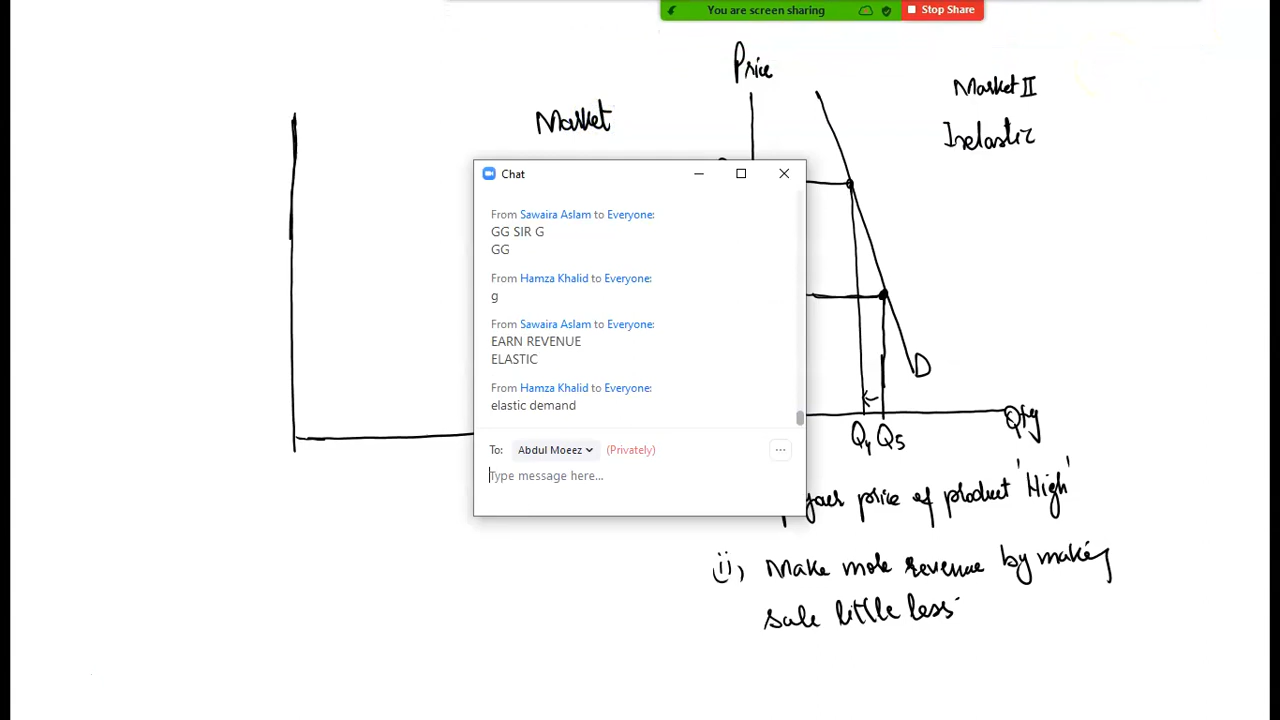 You are screen sharing
Stop Share
Price
Market II
Market
Inelastic
Chat
From Sawaira Aslam to Everyone:
GG SIR G
GG
From Hamza Khalid to Everyone:
g
From Sawaira Aslam to Everyone:
EARN REVENUE
ELASTIC
From Hamza Khalid to Everyone:
elastic demand
D
To: Abdul Moeez (Privately)
Type message here...
Qty
Q4 Q5
your price of product 'High'
ii) Make more revenue by making
sale little less